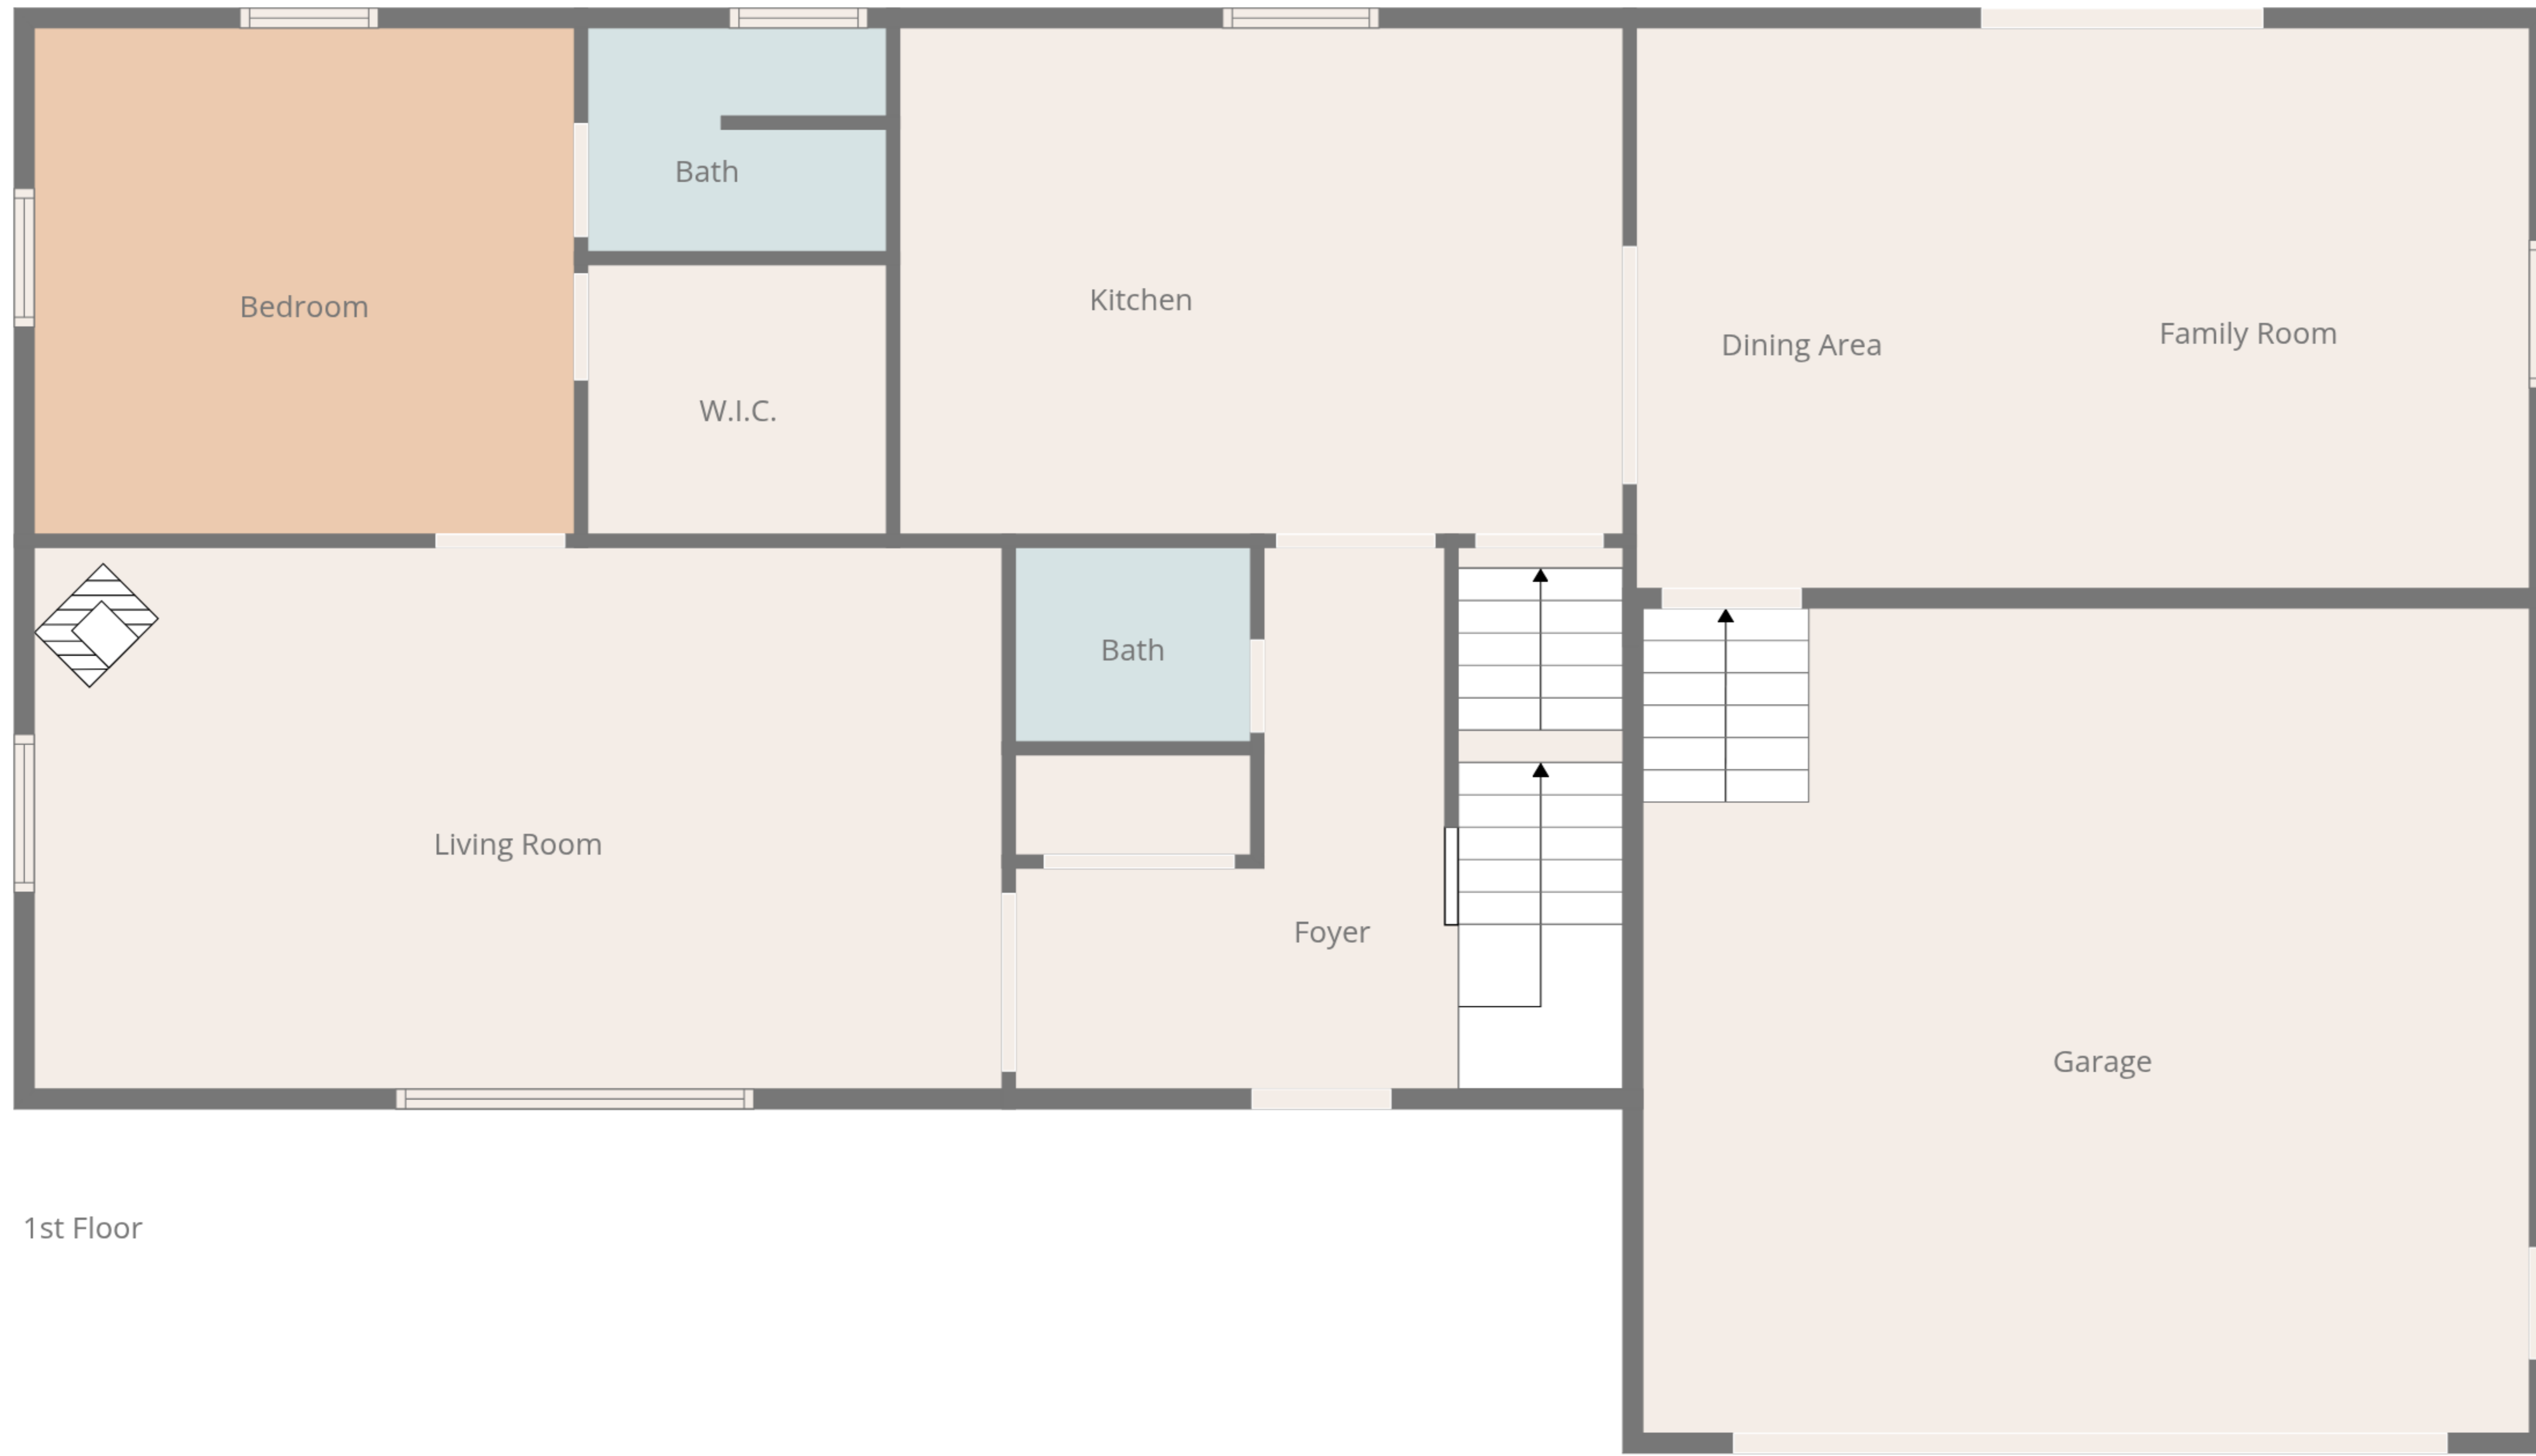 Bath
Bedroom
Kitchen
Dining Area
Family Room
W.I.C.
Bath
Living Room
Foyer
Garage
1st Floor